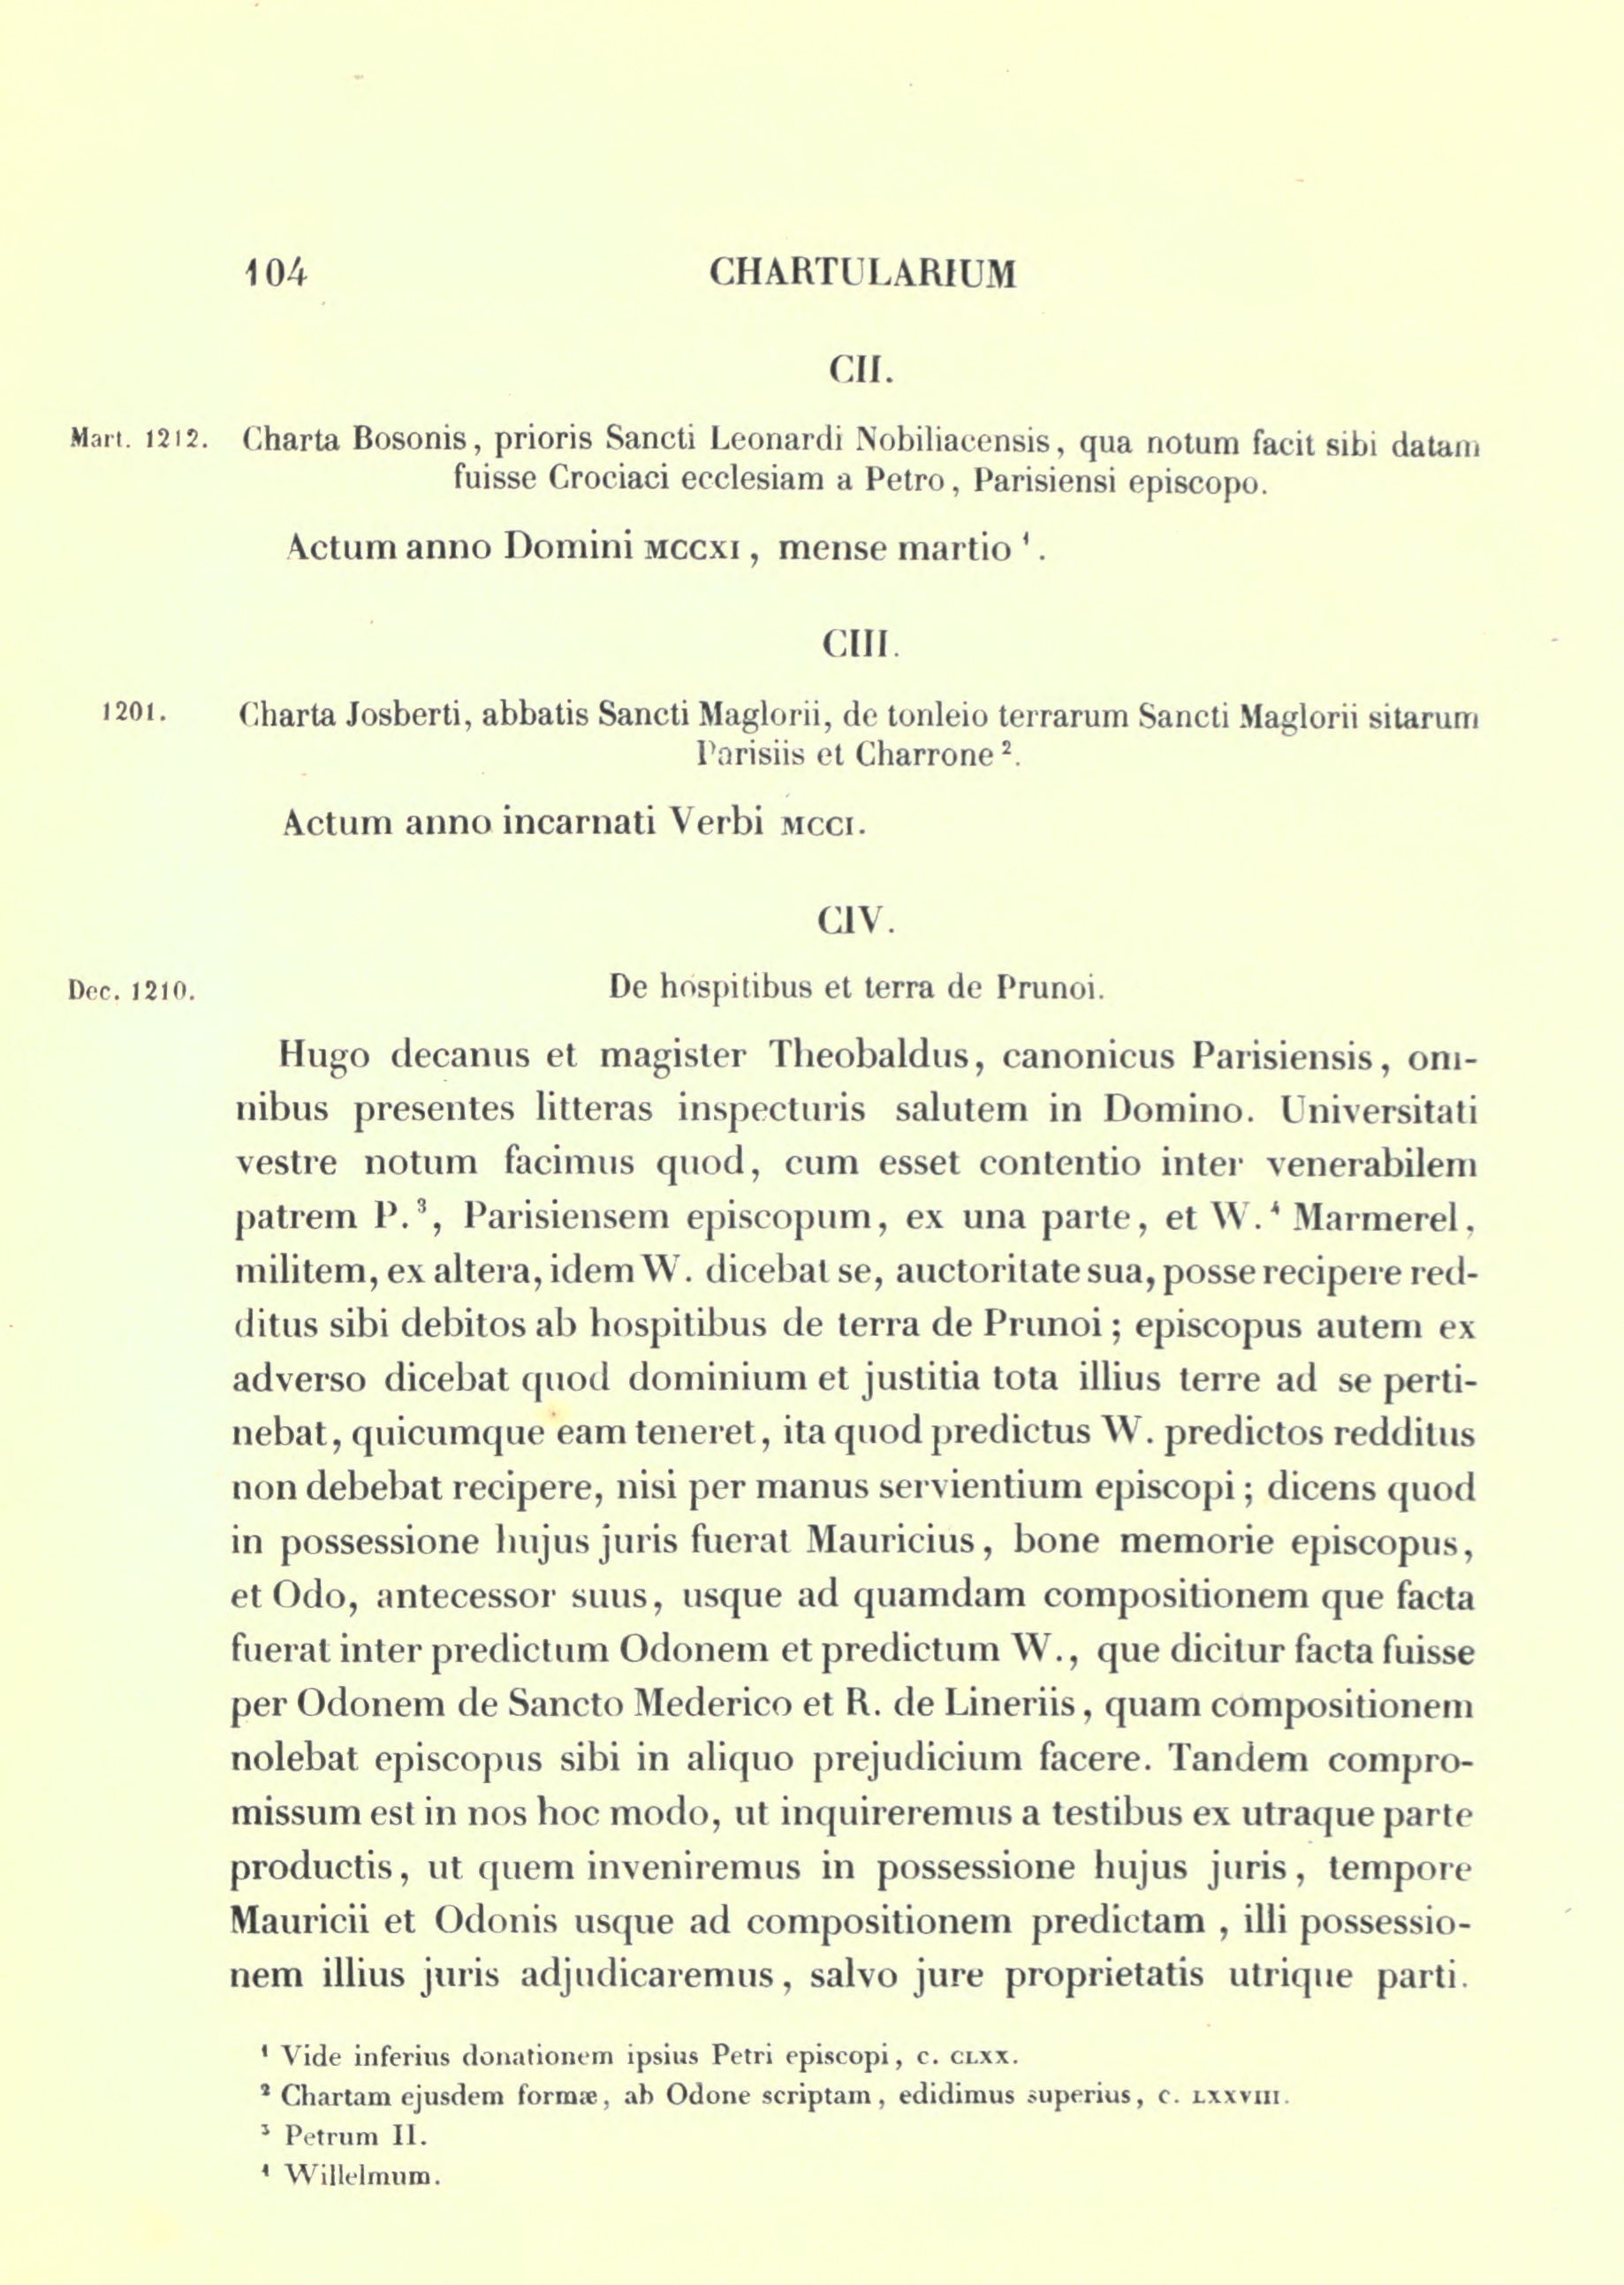 104
CHARTULARIUM
CII.
Mart. 1212. Charta Bosonis, prioris Sancti Leonardi Nobiliacensis, qua notum facit sibi datam
fuisse Crociaci ecclesiam a Petro, Parisiensi episcopo.
Actum anno Domini MCCXI, mense martio ¹.
CIII.
1201. Charta Josberti, abbatis Sancti Maglorii, de tonleio terrarum Sancti Maglorii sitarum
Parisiis et Charrone ².
Actum anno incarnati Verbi MCCI.
CIV.
Dec. 1210. De hospitibus et terra de Prunoi.
Hugo decanus et magister Theobaldus, canonicus Parisiensis, om-
nibus presentes litteras inspecturis salutem in Domino. Universitati
vestre notum facimus quod, cum esset contentio inter venerabilem
patrem P.³, Parisiensem episcopum, ex una parte, et W.⁴ Marmerel,
militem, ex altera, idem W. dicebat se, auctoritate sua, posse recipere red-
ditus sibi debitos ab hospitibus de terra de Prunoi; episcopus autem ex
adverso dicebat quod dominium et justitia tota illius terre ad se perti-
nebat, quicumque eam teneret, ita quod predictus W. predictos redditus
non debebat recipere, nisi per manus servientium episcopi; dicens quod
in possessione hujus juris fuerat Mauricius, bone memorie episcopus,
et Odo, antecessor suus, usque ad quamdam compositionem que facta
fuerat inter predictum Odonem et predictum W., que dicitur facta fuisse
per Odonem de Sancto Mederico et R. de Lineriis, quam compositionem
nolebat episcopus sibi in aliquo prejudicium facere. Tandem compro-
missum est in nos hoc modo, ut inquireremus a testibus ex utraque parte
productis, ut quem inveniremus in possessione hujus juris, tempore
Mauricii et Odonis usque ad compositionem predictam, illi possessio-
nem illius juris adjudicaremus, salvo jure proprietatis utrique parti.
¹ Vide inferius donationem ipsius Petri episcopi, c. CLXX.
² Chartam ejusdem formæ, ab Odone scriptam, edidimus superius, c. LXXVIII.
³ Petrum II.
⁴ Willelmum.